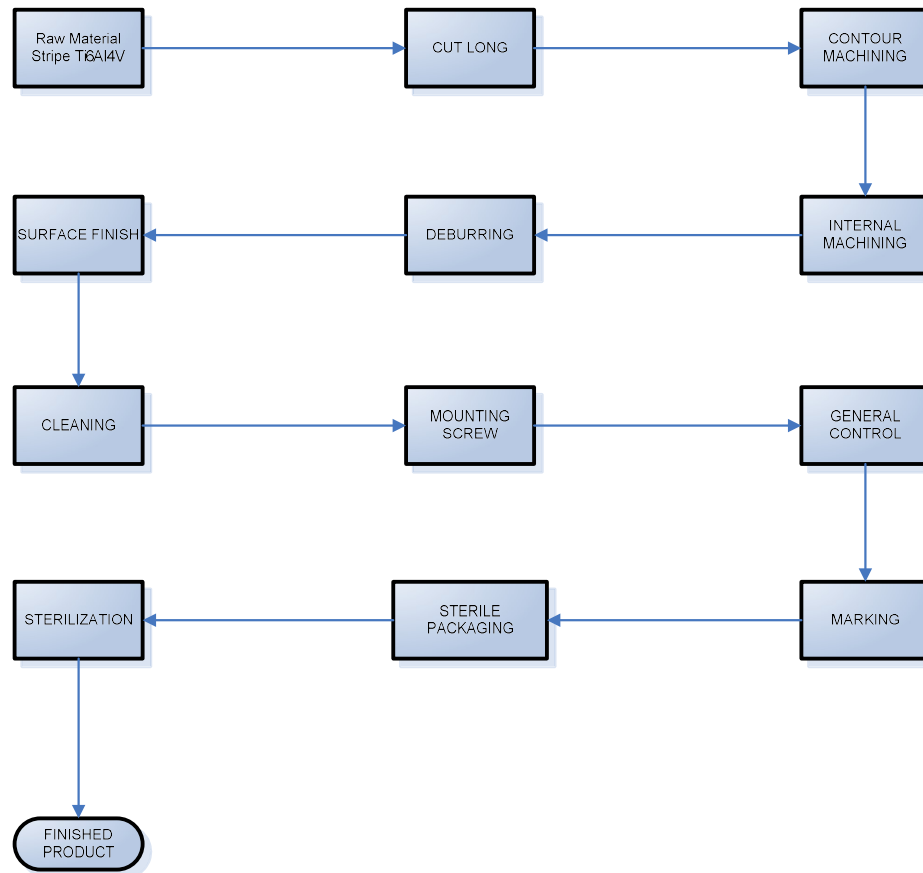 Raw Material
Stripe Ti6Al4V
CUT LONG
CONTOUR
MACHINING
INTERNAL
MACHINING
DEBURRING
SURFACE FINISH
CLEANING
MOUNTING
SCREW
GENERAL
CONTROL
MARKING
STERILE
PACKAGING
STERILIZATION
FINISHED
PRODUCT